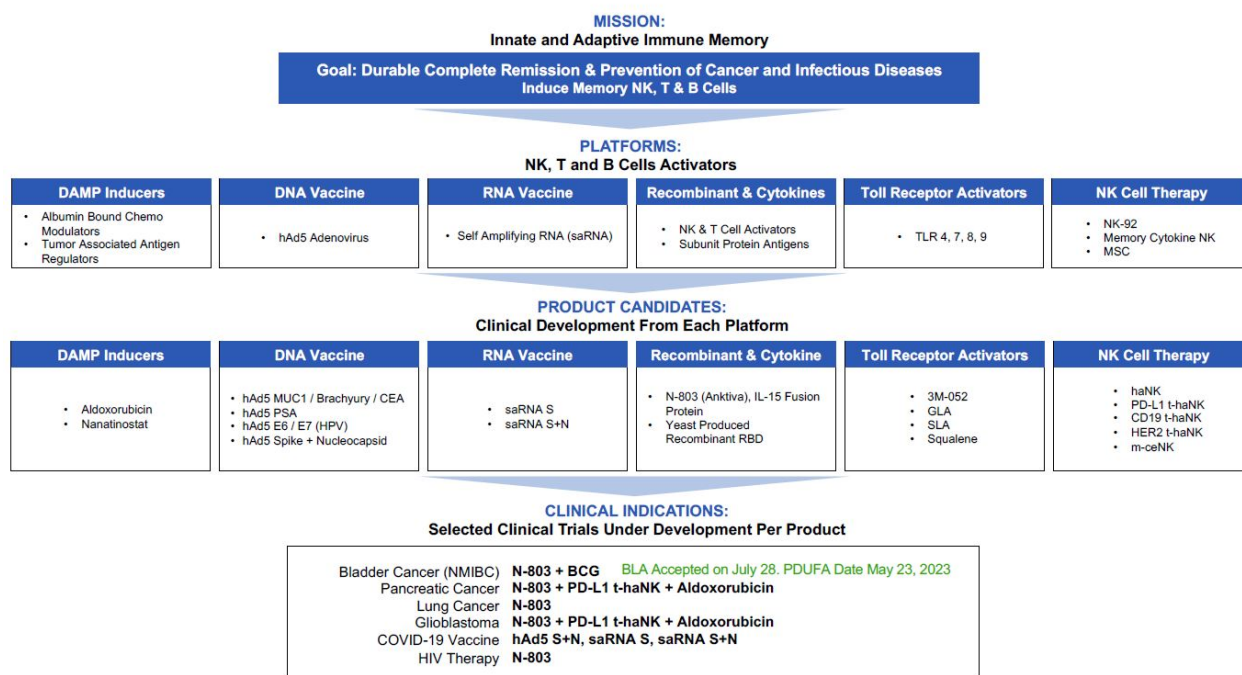 MISSION:
Innate and Adaptive Immune Memory
Goal: Durable Complete Remission & Prevention of Cancer and Infectious Diseases
Induce Memory NK, T & B Cells
PLATFORMS:
NK, T and B Cells Activators
DAMP Inducers
• Albumin Bound Chemo
Modulators
• Tumor Associated Antigen
Regulators
DNA Vaccine
• hAd5 Adenovirus
RNA Vaccine
• Self Amplifying RNA (saRNA)
Recombinant & Cytokines
• NK & T Cell Activators
• Subunit Protein Antigens
Toll Receptor Activators
• TLR 4, 7, 8, 9
NK Cell Therapy
• NK-92
• Memory Cytokine NK
• MSC
PRODUCT CANDIDATES:
Clinical Development From Each Platform
DAMP Inducers
• Aldoxorubicin
• Nanatinostat
DNA Vaccine
• hAd5 MUC1 / Brachyury / CEA
• hAd5 PSA
• hAd5 E6 / E7 (HPV)
• hAd5 Spike + Nucleocapsid
RNA Vaccine
• saRNA S
• saRNA S+N
Recombinant & Cytokine
• N-803 (Anktiva), IL-15 Fusion
Protein
• Yeast Produced
Recombinant RBD
Toll Receptor Activators
• 3M-052
• GLA
• SLA
• Squalene
NK Cell Therapy
• haNK
• PD-L1 t-haNK
• CD19 t-haNK
• HER2 t-haNK
• m-ceNK
CLINICAL INDICATIONS:
Selected Clinical Trials Under Development Per Product
Bladder Cancer (NMIBC) N-803 + BCG BLA Accepted on July 28. PDUFA Date May 23, 2023
Pancreatic Cancer N-803 + PD-L1 t-haNK + Aldoxorubicin
Lung Cancer N-803
Glioblastoma N-803 + PD-L1 t-haNK + Aldoxorubicin
COVID-19 Vaccine hAd5 S+N, saRNA S, saRNA S+N
HIV Therapy N-803